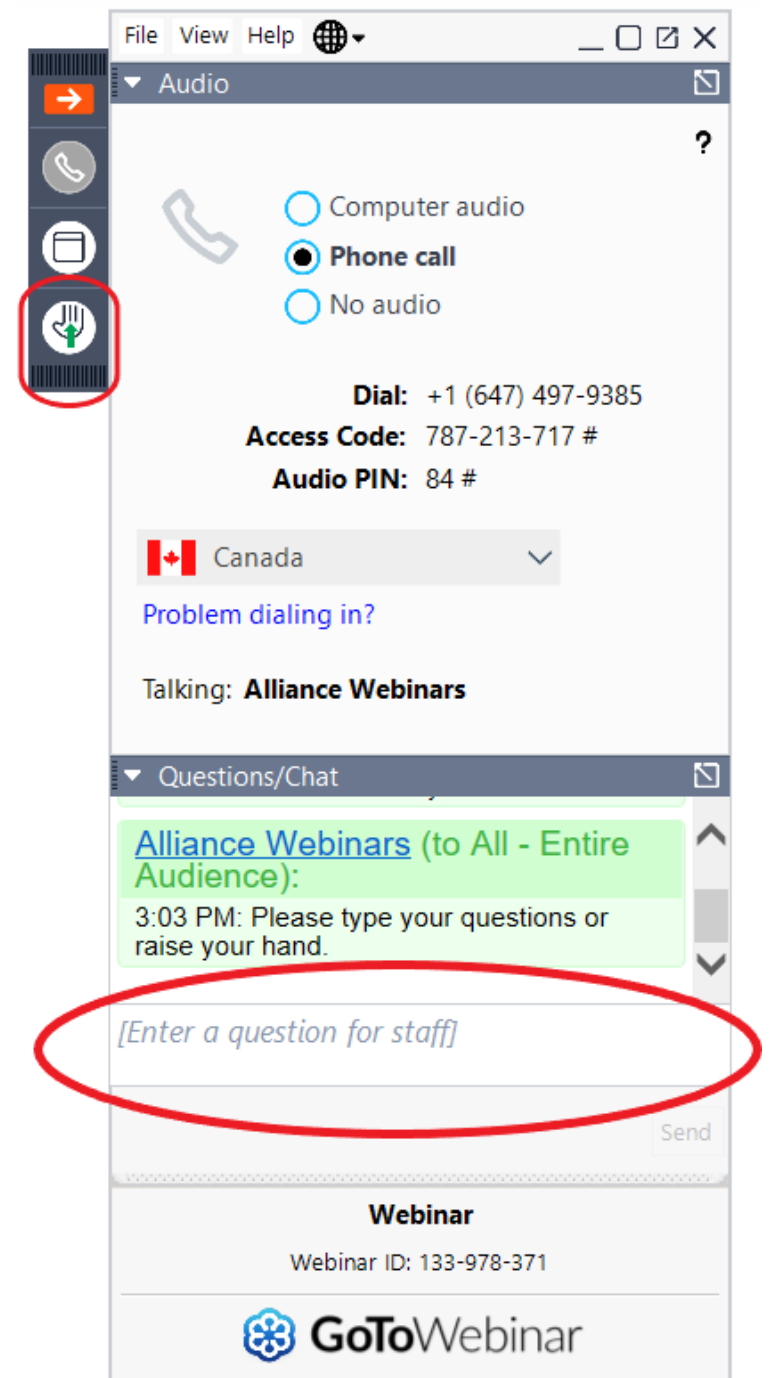 File View Help
Audio
?
Computer audio
Phone call
No audio
Dial: +1 (647) 497-9385
Access Code: 787-213-717 #
Audio PIN: 84 #
Canada
Problem dialing in?
Talking: Alliance Webinars
Questions/Chat
Alliance Webinars (to All - Entire
Audience):
3:03 PM: Please type your questions or
raise your hand.
[Enter a question for staff]
Send
Webinar
Webinar ID: 133-978-371
GoToWebinar